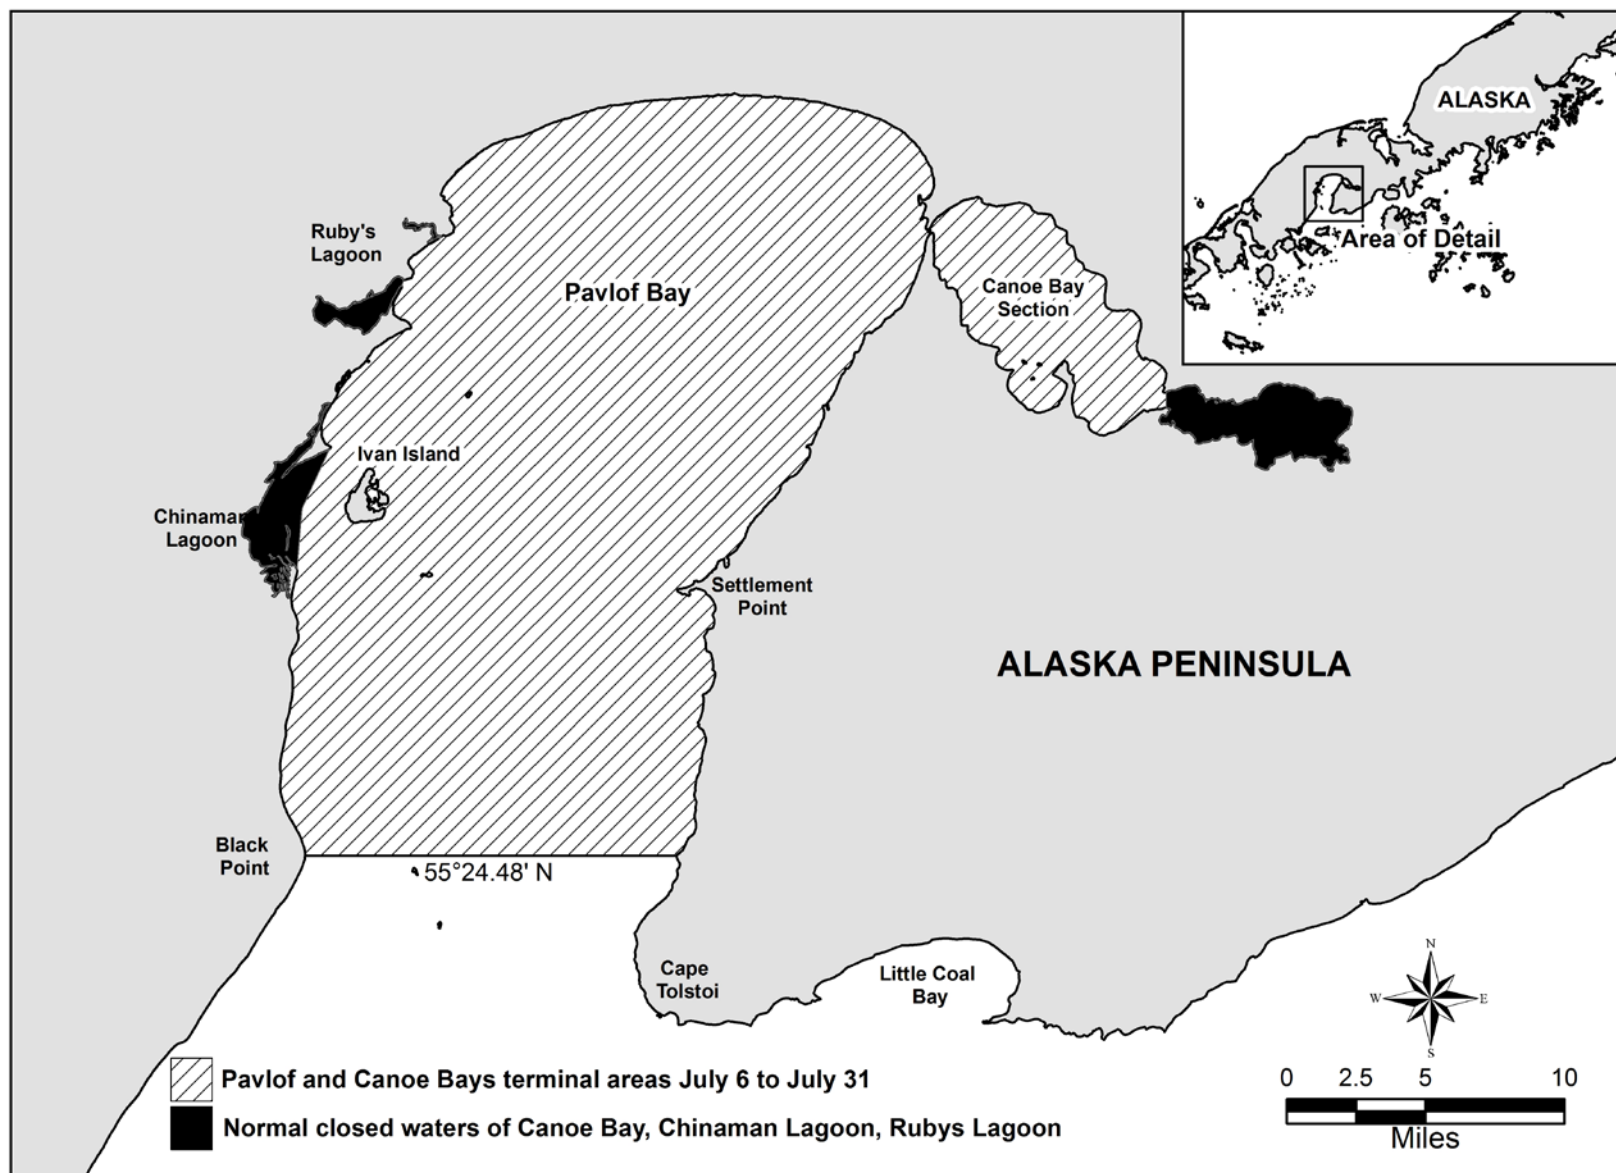 ALASKA
Area of Detail
Ruby's
Lagoon
Pavlof Bay
Canoe Bay
Section
Ivan Island
Chinaman
Lagoon
Settlement
Point
ALASKA PENINSULA
Black
Point
55°24.48' N
Cape
Tolstoi
Little Coal
Bay
N
W
E
S
Pavlof and Canoe Bays terminal areas July 6 to July 31
Normal closed waters of Canoe Bay, Chinaman Lagoon, Rubys Lagoon
0 2.5 5 10
Miles